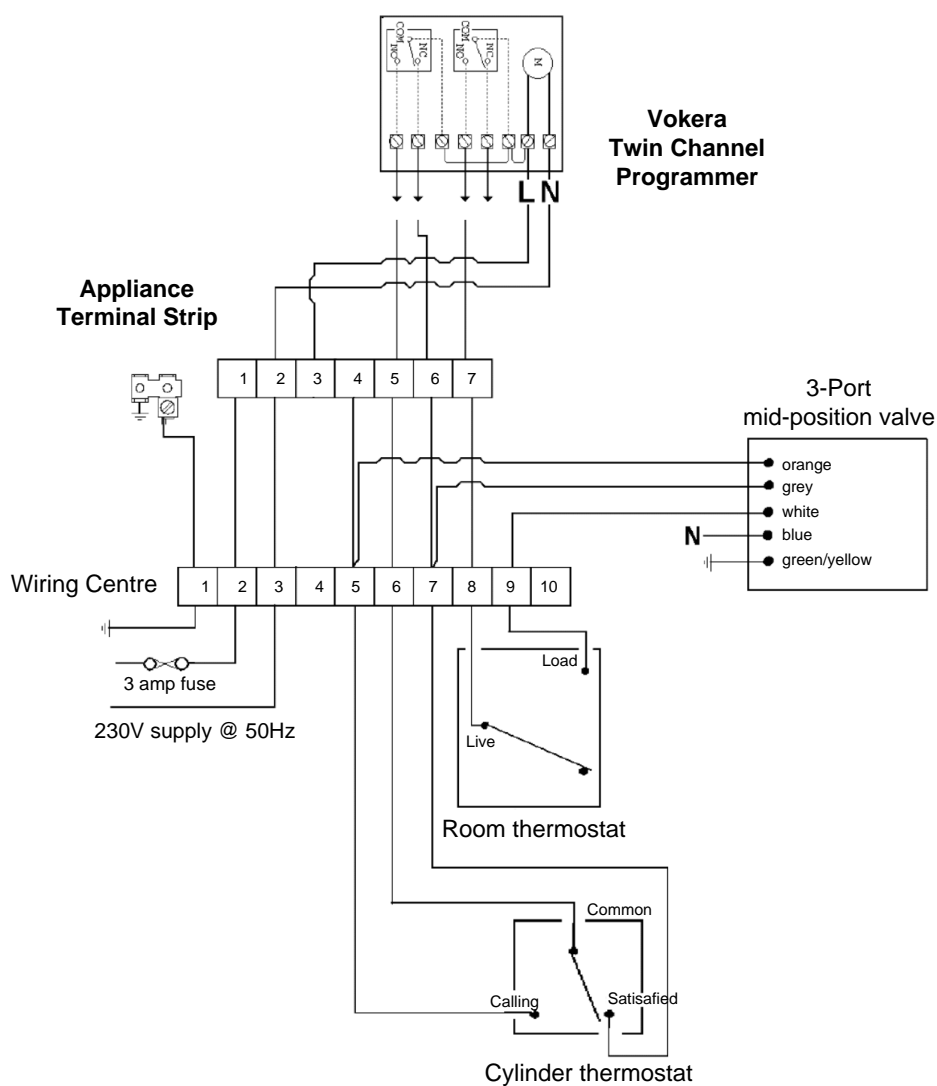 COM
NO
NC
COM
NO
NC
M
Vokera
Twin Channel
Programmer
L N
Appliance
Terminal Strip
1 2 3 4 5 6 7
3-Port
mid-position valve
orange
grey
white
N
blue
green/yellow
Wiring Centre
1 2 3 4 5 6 7 8 9 10
Load
3 amp fuse
230V supply @ 50Hz
Live
Room thermostat
Common
Calling
Satisafied
Cylinder thermostat